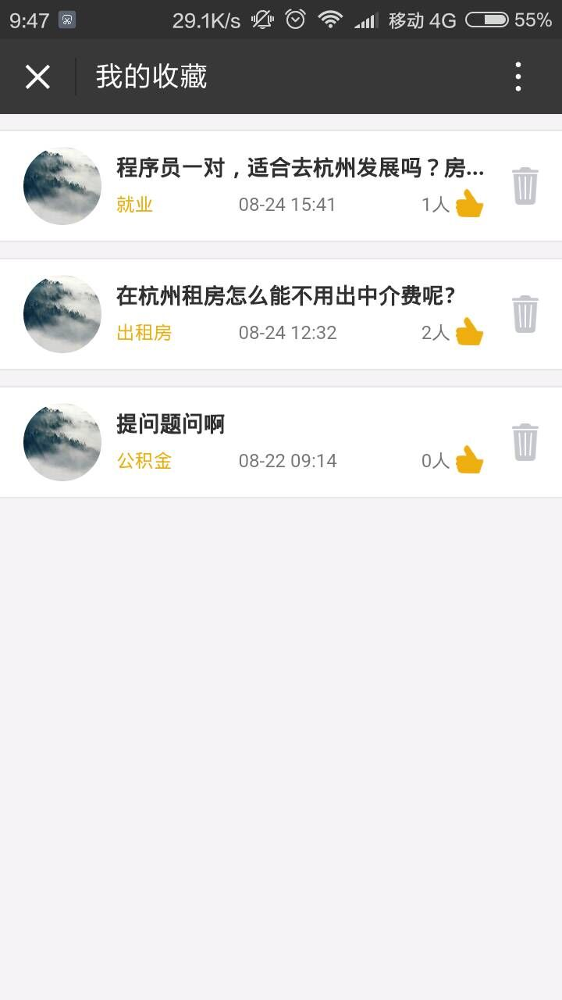 9:47 29.1K/s 移动 4G 55%
我的收藏
程序员一对，适合去杭州发展吗？房...
就业 08-24 15:41 1人
在杭州租房怎么能不用出中介费呢?
出租房 08-24 12:32 2人
提问题问啊
公积金 08-22 09:14 0人